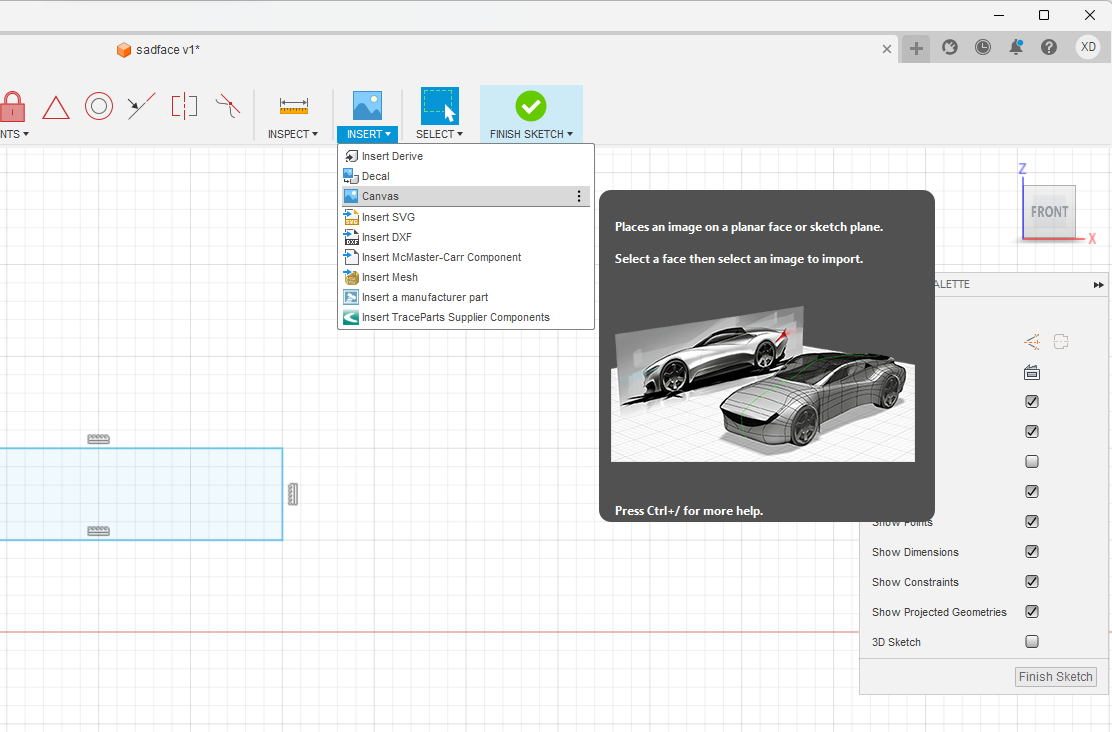 sadface v1*
XD
NTS
INSPECT
INSERT
SELECT
FINISH SKETCH
Insert Derive
Decal
Canvas
Insert SVG
Insert DXF
Insert McMaster-Carr Component
Insert Mesh
Insert a manufacturer part
Insert TraceParts Supplier Components
Places an image on a planar face or sketch plane.
Select a face then select an image to import.
Press Ctrl+/ for more help.
Z
FRONT
X
ALETTE
Show Points
Show Dimensions
Show Constraints
Show Projected Geometries
3D Sketch
Finish Sketch